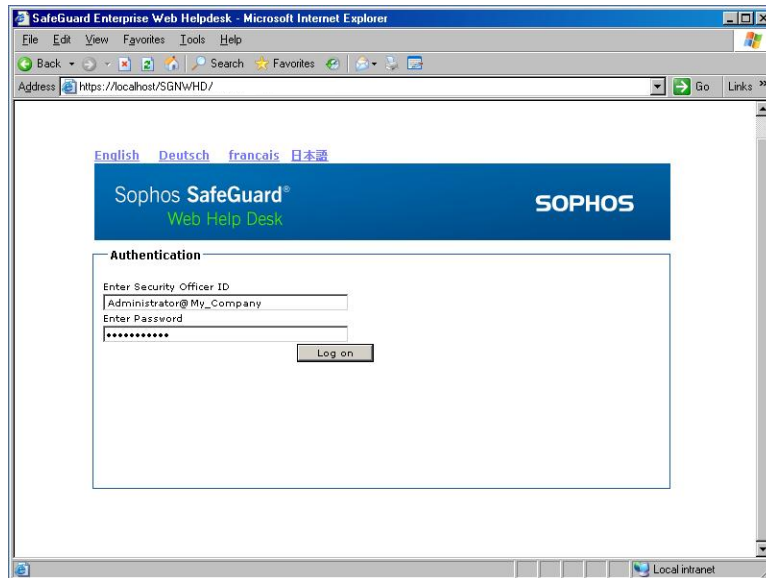 SafeGuard Enterprise Web Helpdesk - Microsoft Internet Explorer
File Edit View Favorites Tools Help
Back Search Favorites
Address https://localhost/SGNWHD/ Go Links »
English Deutsch francais 日本語
Sophos SafeGuard®
Web Help Desk
SOPHOS
Authentication
Enter Security Officer ID
Administrator@My_Company
Enter Password
•••••••••••
Log on
Local intranet